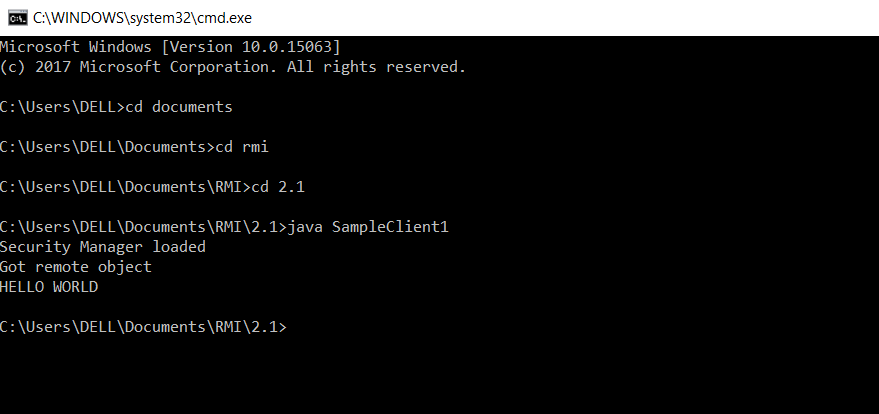 C:\WINDOWS\system32\cmd.exe
Microsoft Windows [Version 10.0.15063]
(c) 2017 Microsoft Corporation. All rights reserved.
C:\Users\DELL>cd documents
C:\Users\DELL\Documents>cd rmi
C:\Users\DELL\Documents\RMI>cd 2.1
C:\Users\DELL\Documents\RMI\2.1>java SampleClient1
Security Manager loaded
Got remote object
HELLO WORLD
C:\Users\DELL\Documents\RMI\2.1>